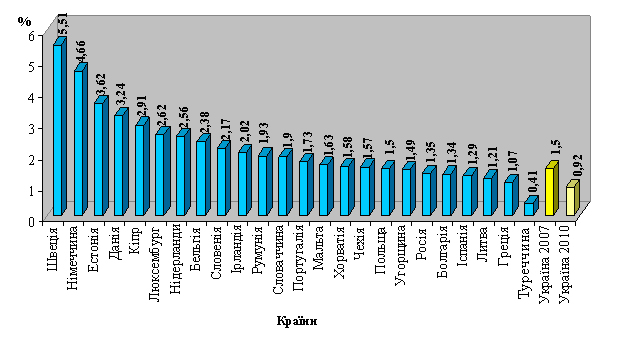 %
6
5
4
3
2
1
0
5,51
4,66
3,62
3,24
2,91
2,62
2,56
2,38
2,17
2,02
1,93
1,9
1,73
1,63
1,58
1,57
1,5
1,49
1,35
1,34
1,29
1,21
1,07
0,41
1,5
0,92
Швеція
Німеччина
Естонія
Данія
Кіпр
Люксембург
Нідерланди
Бельгія
Словенія
Ірландія
Румунія
Словаччина
Португалія
Мальта
Хорватія
Чехія
Польща
Угорщина
Росія
Болгарія
Іспанія
Литва
Греція
Туреччина
Україна 2007
Україна 2010
Країни